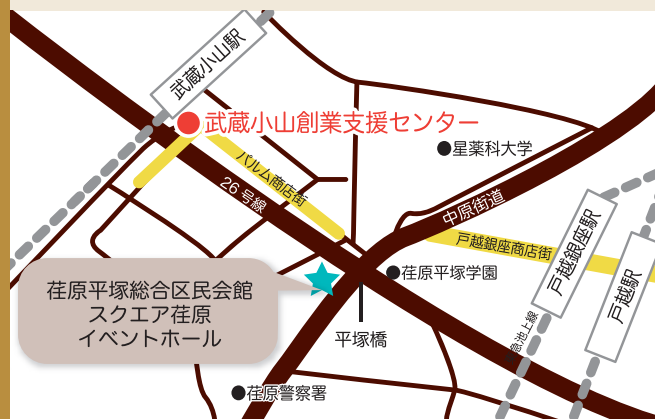 武蔵小山駅
武蔵小山創業支援センター
星薬科大学
パルム商店街
26号線
中原街道
戸越銀座商店街
戸越銀座駅
戸越駅
荏原平塚学園
荏原平塚総合区民会館
スクエア荏原
イベントホール
平塚橋
急池上線
荏原警察署